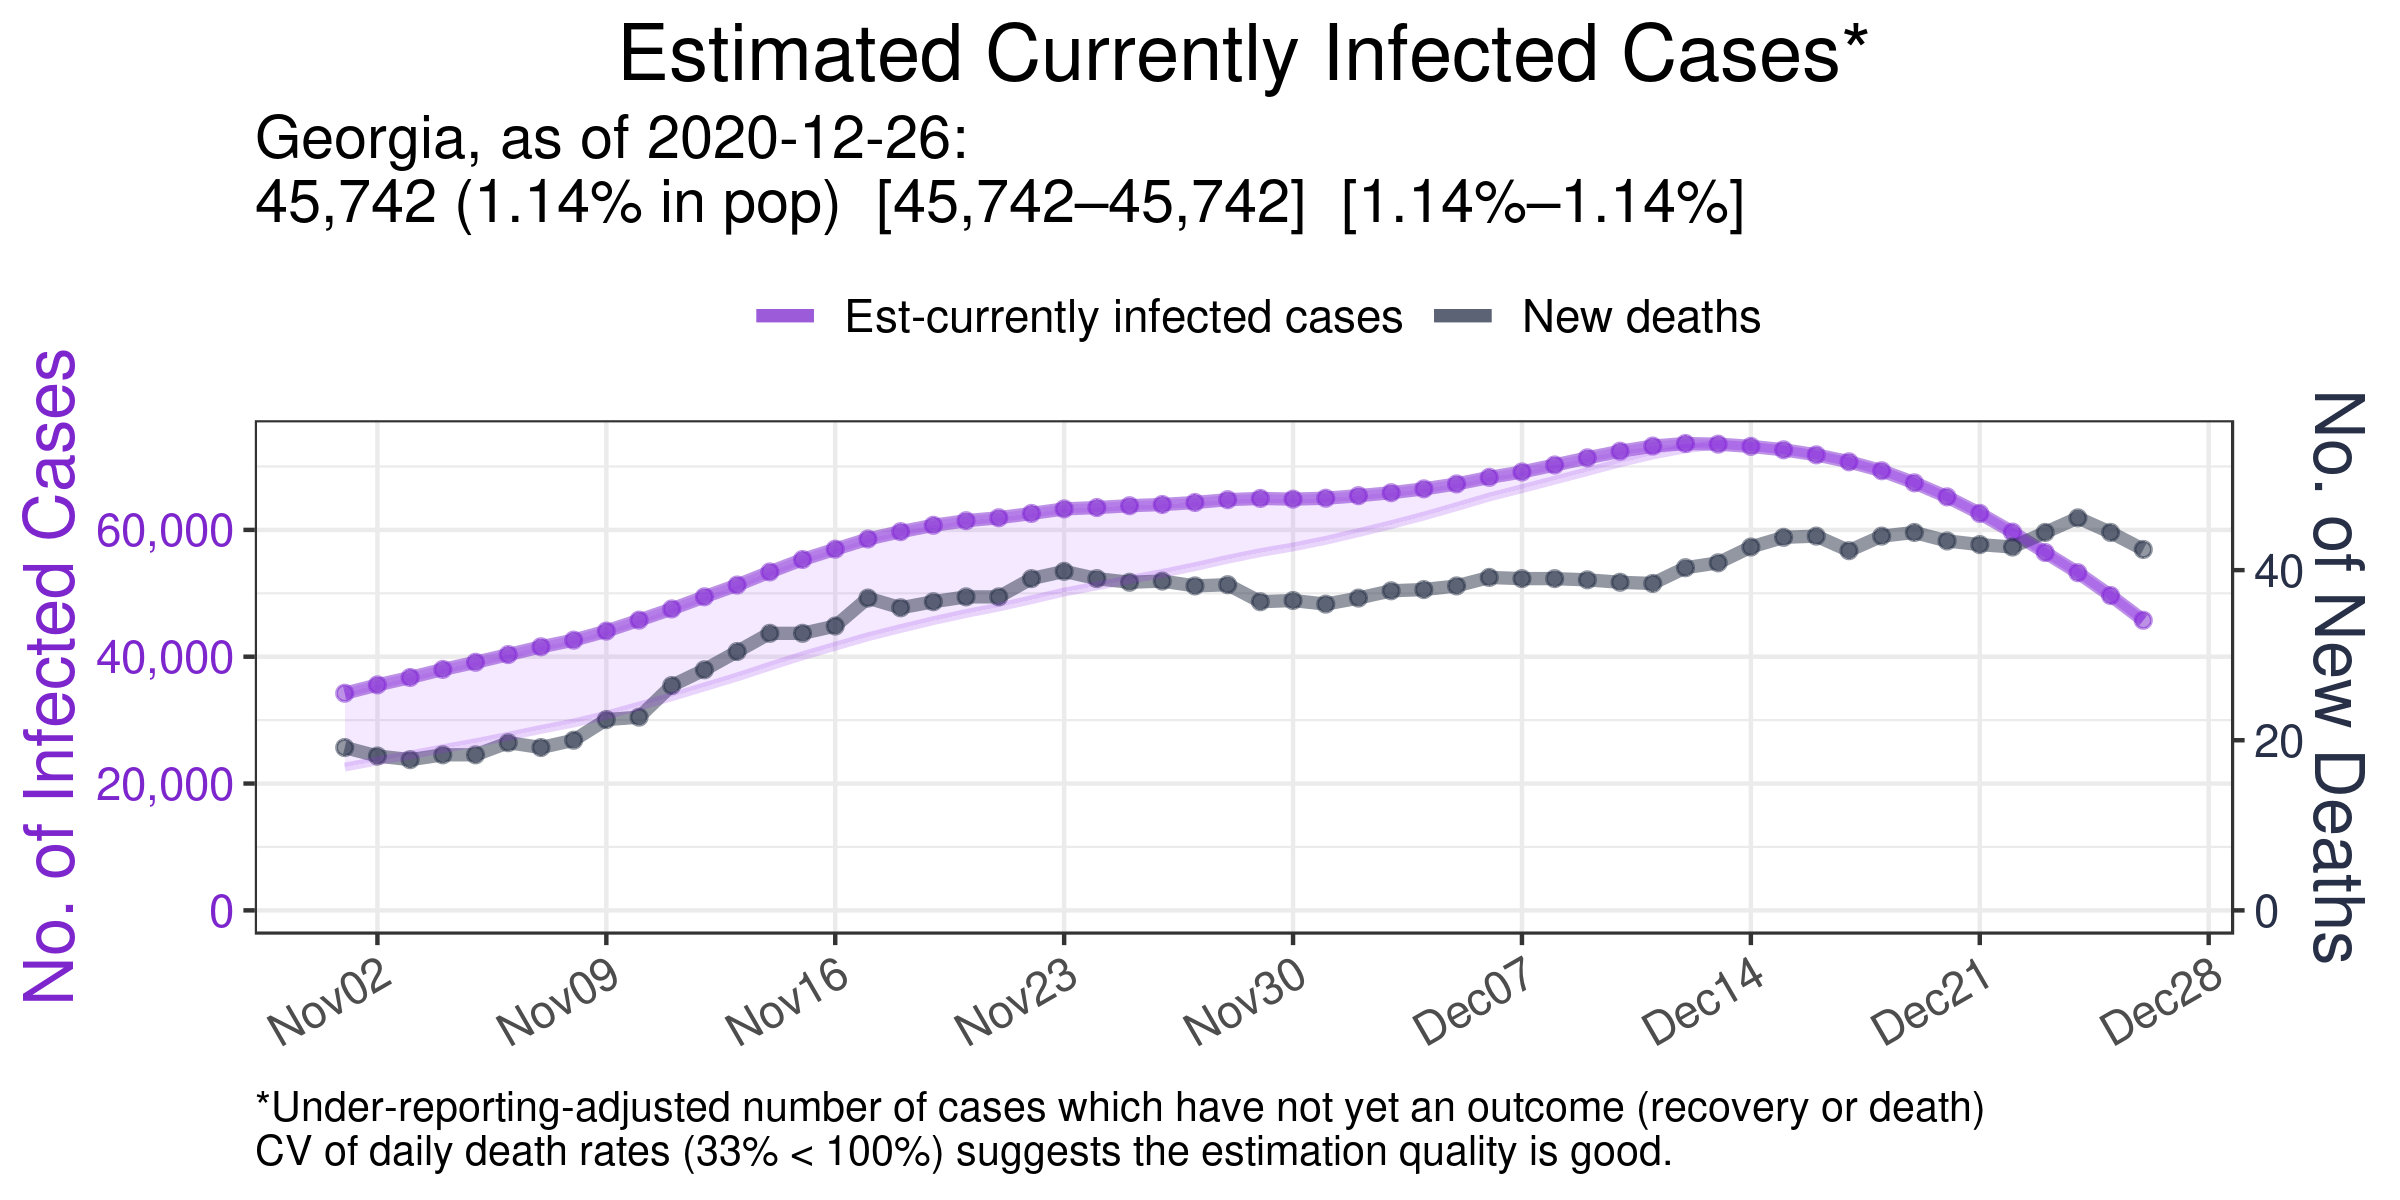 Estimated Currently Infected Cases*
Georgia, as of 2020-12-26:
45,742 (1.14% in pop)  [45,742–45,742]  [1.14%–1.14%]
Est-currently infected cases
New deaths
No. of Infected Cases
60,000
40,000
20,000
0
No. of New Deaths
40
20
0
Nov02
Nov09
Nov16
Nov23
Nov30
Dec07
Dec14
Dec21
Dec28
*Under-reporting-adjusted number of cases which have not yet an outcome (recovery or death)
CV of daily death rates (33% < 100%) suggests the estimation quality is good.